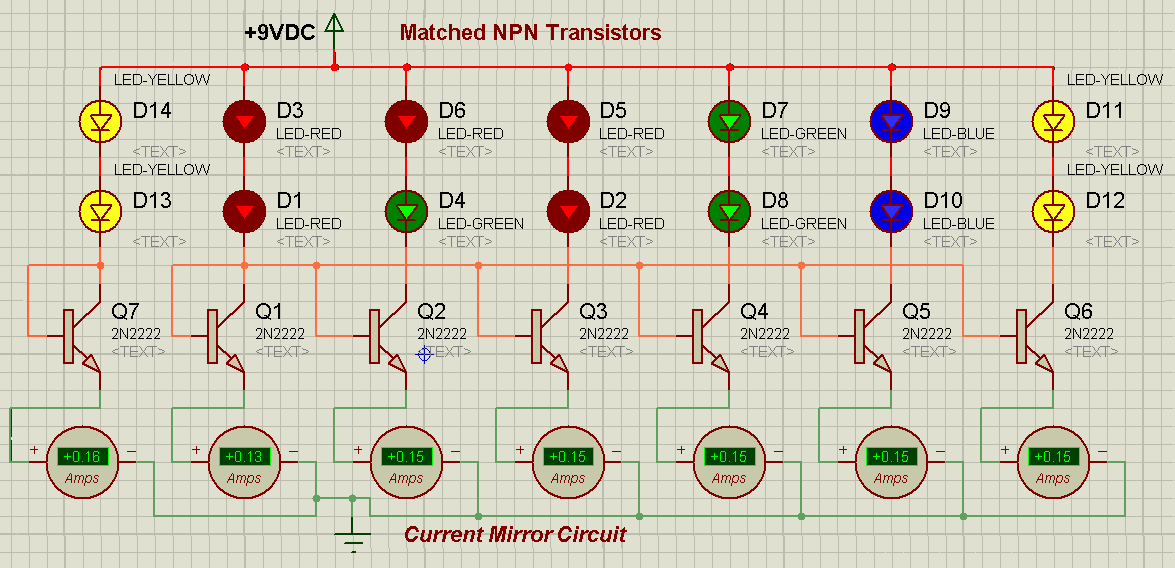 +9VDC Matched NPN Transistors
LED-YELLOW LED-YELLOW
D14 D3 D6 D5 D7 D9 D11
LED-RED LED-RED LED-RED LED-GREEN LED-BLUE
<TEXT> <TEXT> <TEXT> <TEXT> <TEXT> <TEXT> <TEXT>
LED-YELLOW LED-YELLOW
D13 D1 D4 D2 D8 D10 D12
LED-RED LED-GREEN LED-RED LED-GREEN LED-BLUE
<TEXT> <TEXT> <TEXT> <TEXT> <TEXT> <TEXT> <TEXT>
Q7 Q1 Q2 Q3 Q4 Q5 Q6
2N2222 2N2222 2N2222 2N2222 2N2222 2N2222 2N2222
<TEXT> <TEXT> <TEXT> <TEXT> <TEXT> <TEXT> <TEXT>
+ − + − + − + − + − + − + −
+0.16 +0.13 +0.15 +0.15 +0.15 +0.15 +0.15
Amps Amps Amps Amps Amps Amps Amps
Current Mirror Circuit